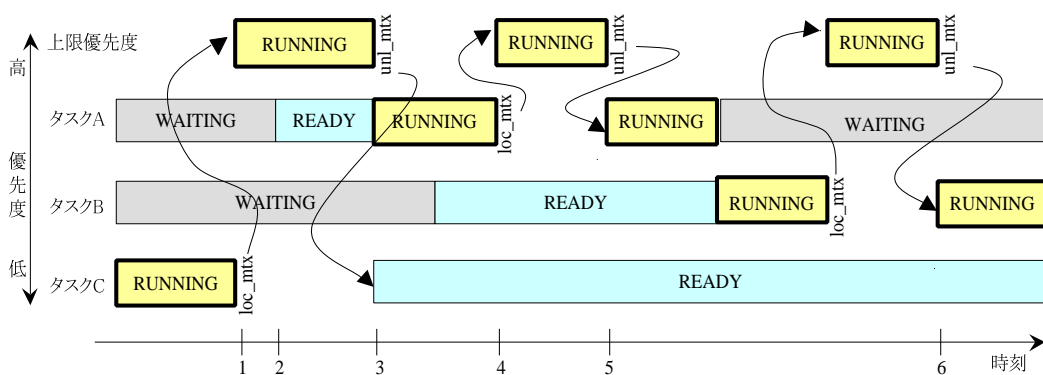 上限優先度
RUNNING
unl_mtx
RUNNING
unl_mtx
RUNNING
unl_mtx
高
タスクA
WAITING
READY
RUNNING
loc_mtx
RUNNING
WAITING
優先度
タスクB
WAITING
READY
RUNNING
loc_mtx
RUNNING
低
タスクC
RUNNING
loc_mtx
READY
1
2
3
4
5
6
時刻